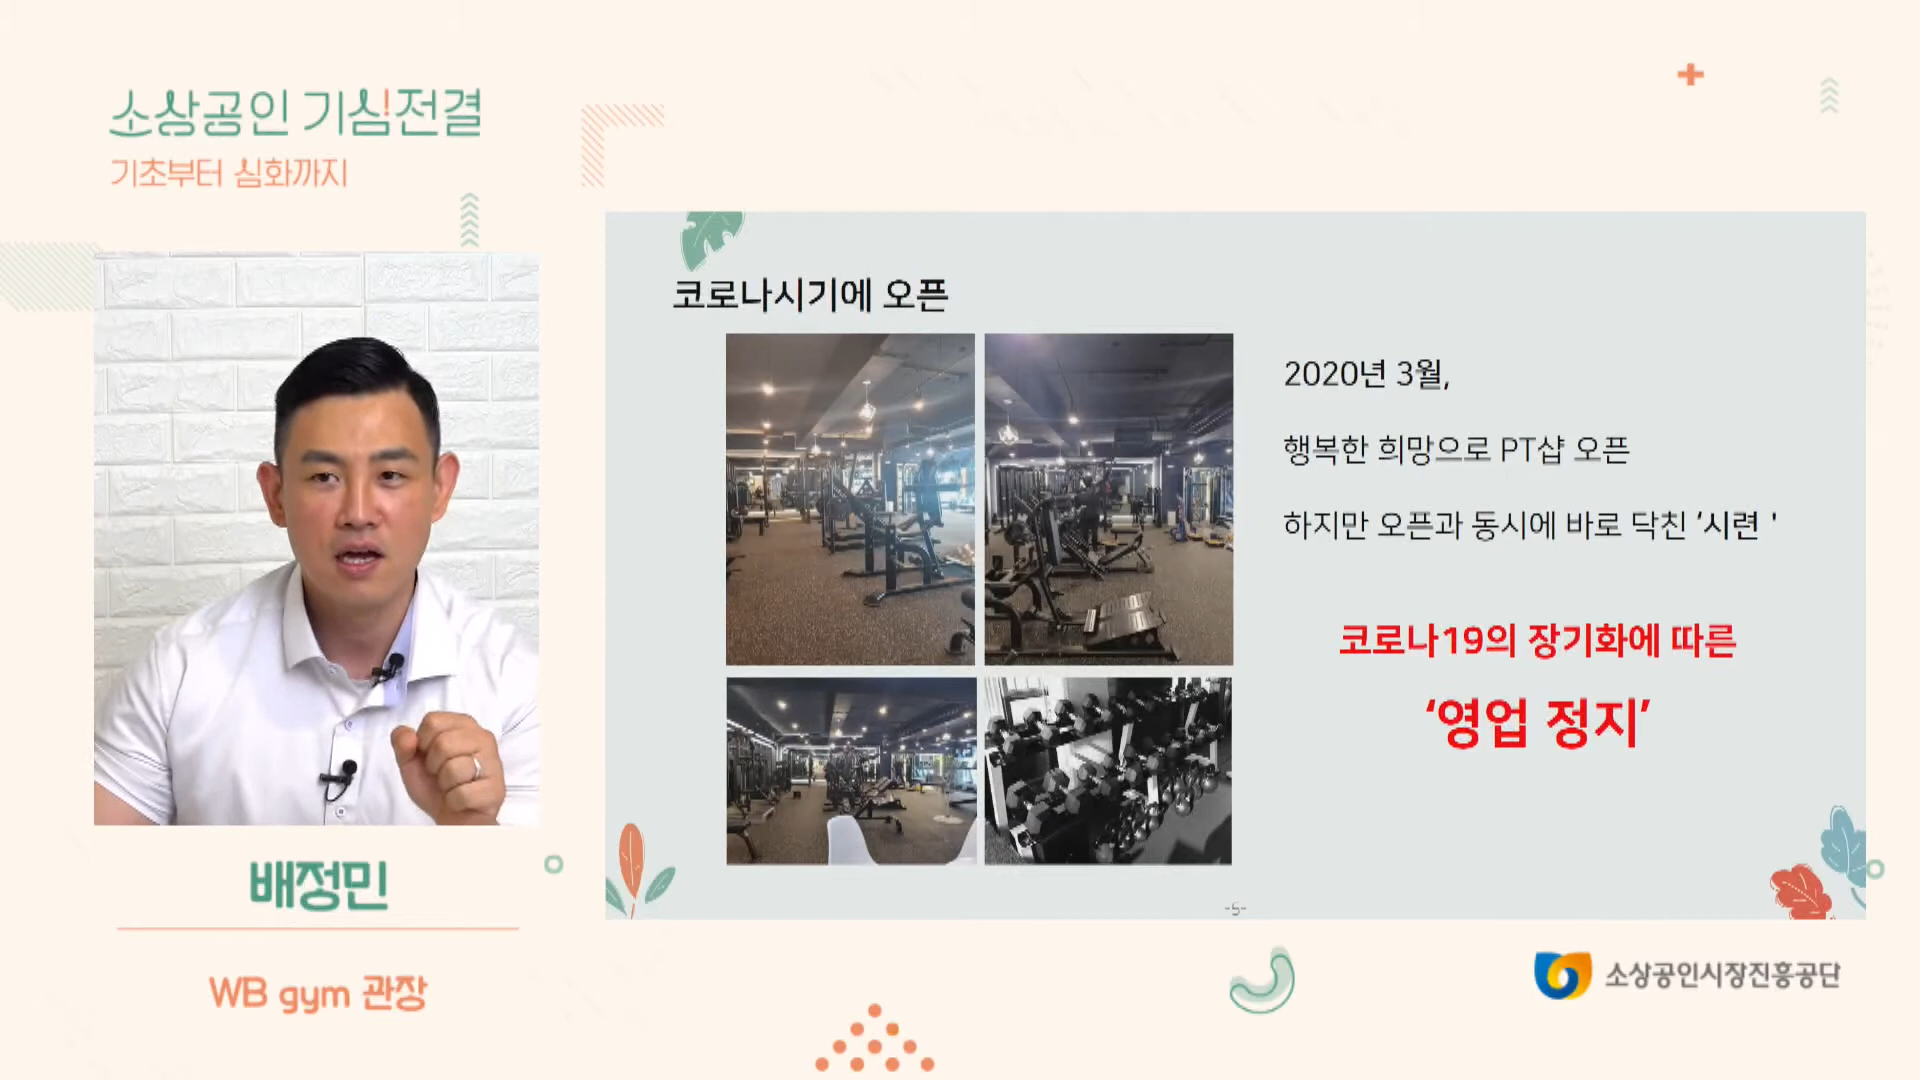 소상공인 기심전결
기초부터 심화까지
코로나시기에 오픈
2020년 3월,
행복한 희망으로 PT샵 오픈
하지만 오픈과 동시에 바로 닥친 ‘시련 '
코로나19의 장기화에 따른
‘영업 정지’
-5-
배정민
WB gym 관장
소상공인시장진흥공단